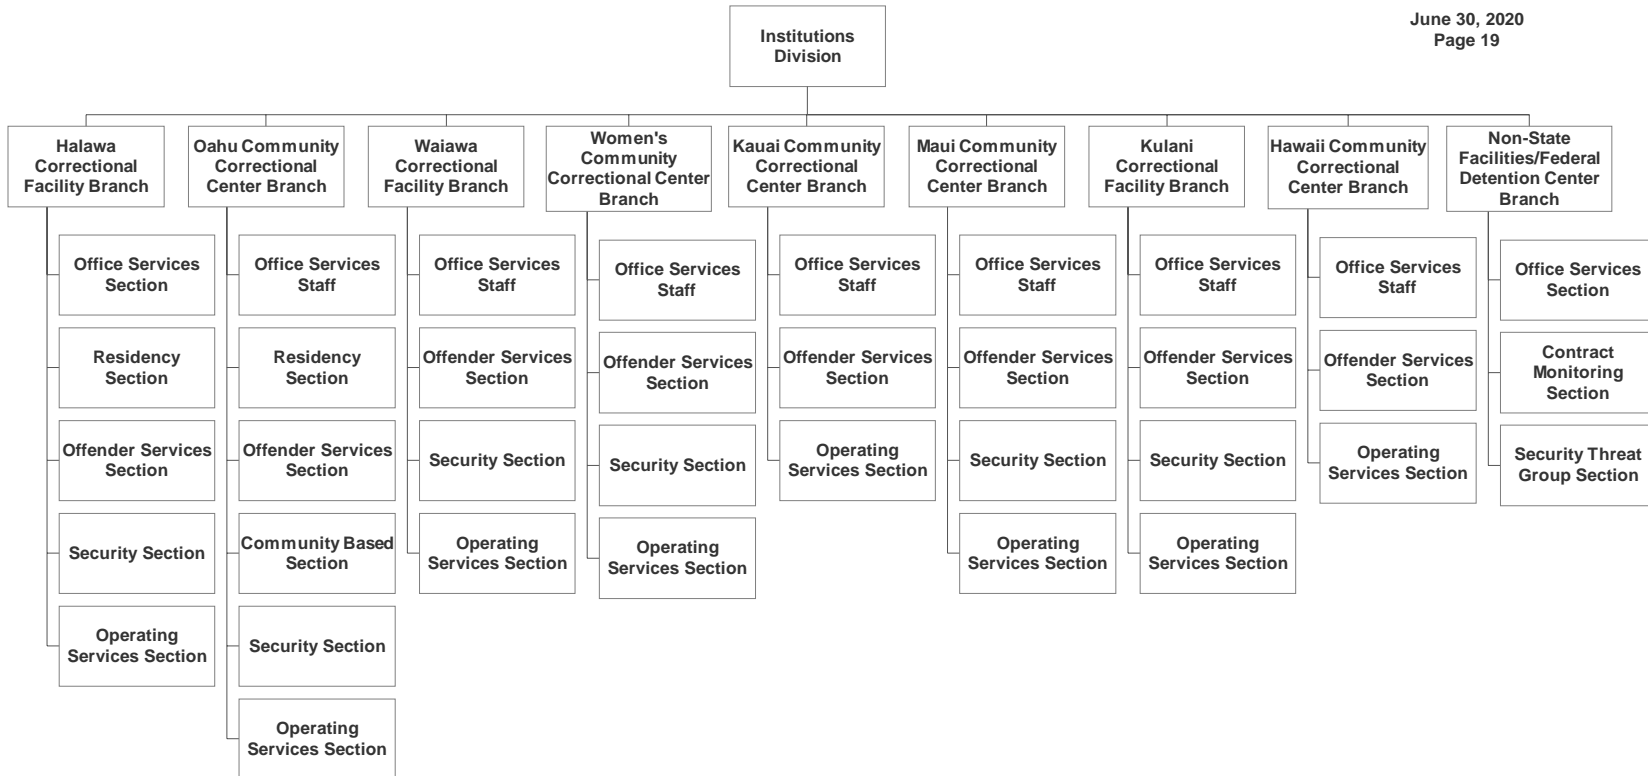 June 30, 2020
Page 19
Institutions
Division
Halawa
Correctional
Facility Branch
Oahu Community
Correctional
Center Branch
Waiawa
Correctional
Facility Branch
Women's
Community
Correctional Center
Branch
Kauai Community
Correctional
Center Branch
Maui Community
Correctional
Center Branch
Kulani
Correctional
Facility Branch
Hawaii Community
Correctional
Center Branch
Non-State
Facilities/Federal
Detention Center
Branch
Office Services
Section
Residency
Section
Offender Services
Section
Security Section
Operating
Services Section
Office Services
Staff
Residency
Section
Offender Services
Section
Community Based
Section
Security Section
Operating
Services Section
Office Services
Staff
Offender Services
Section
Security Section
Operating
Services Section
Office Services
Staff
Offender Services
Section
Security Section
Operating
Services Section
Office Services
Staff
Offender Services
Section
Operating
Services Section
Office Services
Staff
Offender Services
Section
Security Section
Operating
Services Section
Office Services
Staff
Offender Services
Section
Security Section
Operating
Services Section
Office Services
Staff
Offender Services
Section
Operating
Services Section
Office Services
Section
Contract
Monitoring
Section
Security Threat
Group Section